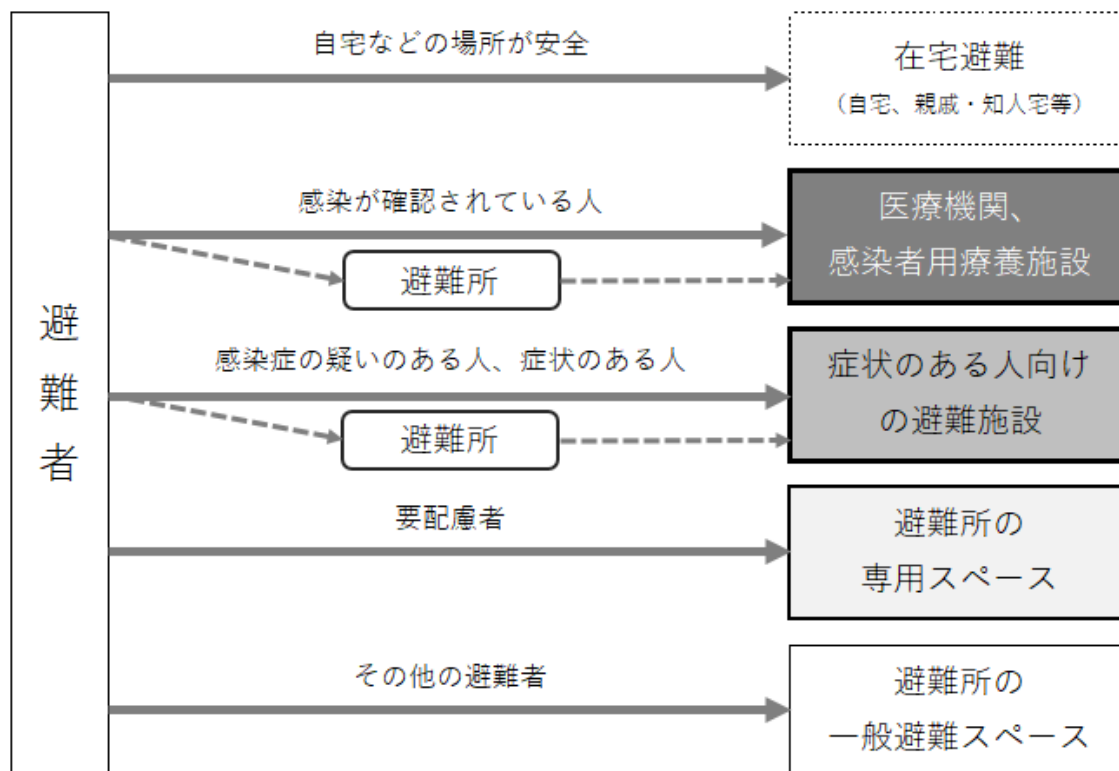 避難者
自宅などの場所が安全
在宅避難
（自宅、親戚・知人宅等）
感染が確認されている人
避難所
医療機関、
感染者用療養施設
感染症の疑いのある人、症状のある人
避難所
症状のある人向け
の避難施設
要配慮者
避難所の
専用スペース
その他の避難者
避難所の
一般避難スペース